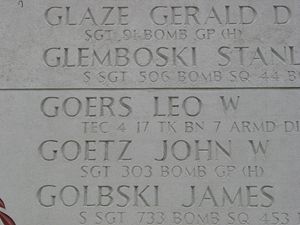 GLAZE GERALD D
SGT 91 BOMB GP (H)
GLEMBOSKI STANL
S SGT 506 BOMB SQ 44 B
GOERS LEO W
TEC 4 17 TK BN 7 ARMD DI
GOETZ JOHN W
SGT 303 BOMB GP (H)
GOLBSKI JAMES
S SGT 733 BOMB SQ 453